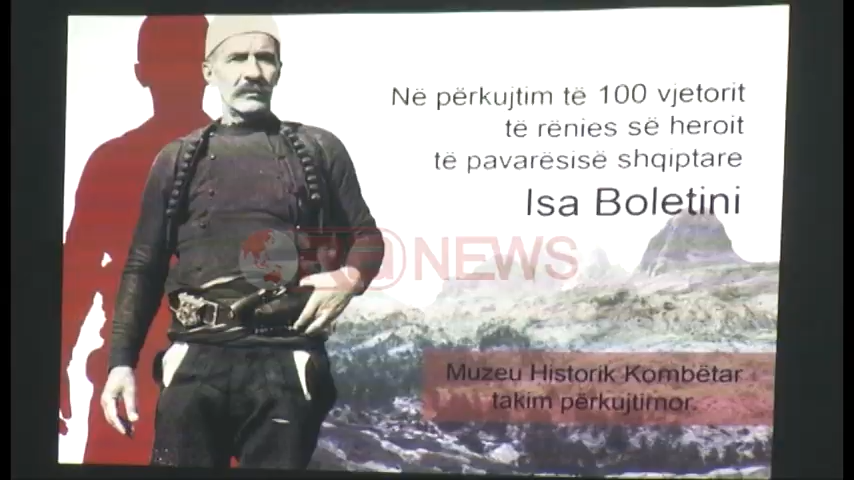 Në përkujtim të 100 vjetorit
të rënies së heroit
të pavarësisë shqiptare
Isa Boletini
NEWS
Muzeu Historik Kombëtar
takim përkujtimor.